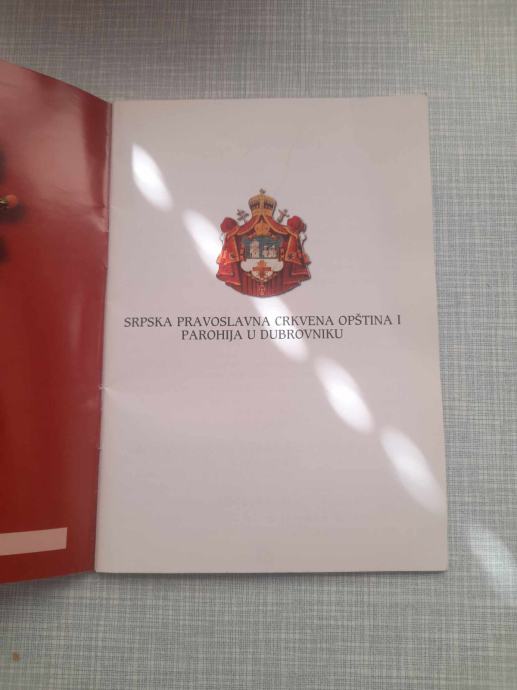 SRPSKA PRAVOSLAVNA CRKVENA OPŠTINA I
PAROHIJA U DUBROVNIKU